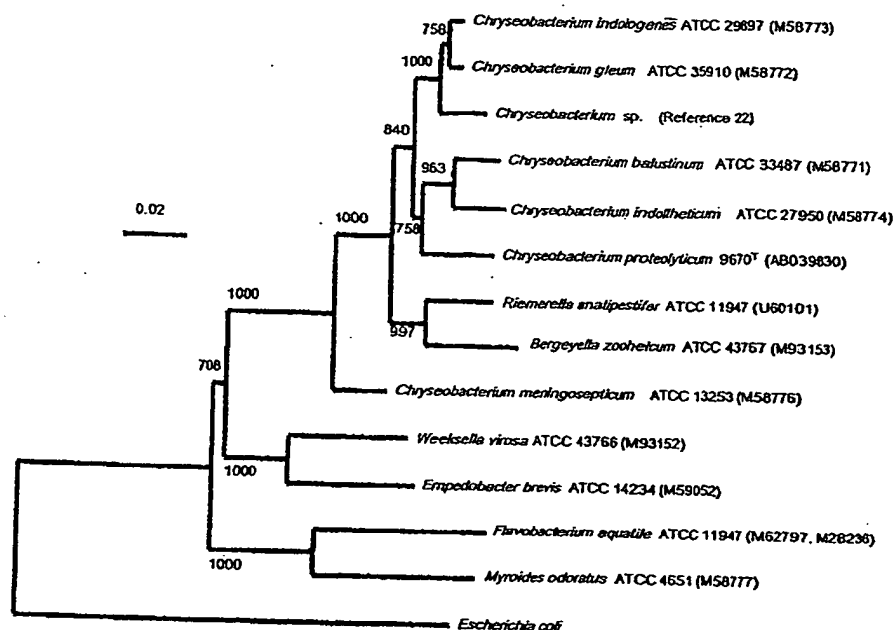 758
Chryseobacterium indologenes ATCC 29897 (M58773)
1000
Chryseobacterium gleum ATCC 35910 (M58772)
Chryseobacterium sp. (Reference 22)
840
963
Chryseobacterium balustinum ATCC 33487 (M58771)
0.02
Chryseobacterium indoltheticum ATCC 27950 (M58774)
1000
758
Chryseobacterium proteolyticum 9670T (AB039830)
1000
Riemerella anatipestifer ATCC 11947 (U60101)
997
Bergeyella zoohelcum ATCC 43767 (M93153)
708
Chryseobacterium meningosepticum ATCC 13253 (M58776)
Weeksella virosa ATCC 43766 (M93152)
1000
Empedobacter brevis ATCC 14234 (M59052)
Flavobacterium aquatile ATCC 11947 (M62797, M28236)
1000
Myroides odoratus ATCC 4651 (M58777)
Escherichia coli